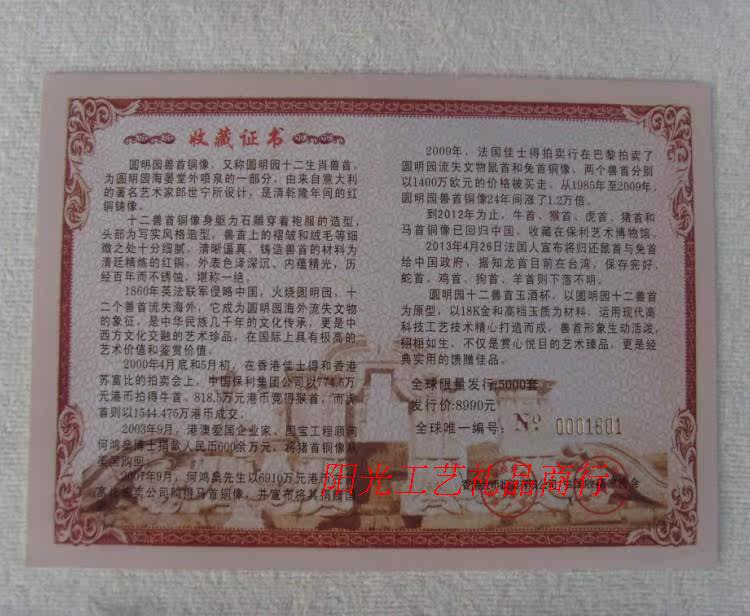 收藏证书
圆明园兽首铜像，又称圆明园十二生肖兽首，
为圆明园海晏堂外喷泉的一部分，由来自意大利
的著名艺术家郎世宁所设计，是清乾隆年间的红
铜铸像。
十二兽首铜像身躯为石雕穿着袍服的造型，
头部为写实风格造型，兽首上的褶皱和绒毛等细
微之处十分细腻，清晰逼真，铸造兽首的材料为
清廷精炼的红铜，外表色泽深沉、内蕴精光，历
经百年而不锈蚀，堪称一绝。
1860年英法联军侵略中国，火烧圆明园，十
二个兽首流失海外，它成为圆明园海外流失文物
的象征，是中华民族几千年的文化传承，更是中
西方文化交融的艺术珍品，在国际上具有极高的
艺术价值和鉴赏价值。
2000年4月底和5月初，在香港佳士得和香港
苏富比的拍卖会上，中国保利集团公司以774.5万
元港币拍得牛首、818.5万元港币竞得猴首，而虎
首则以1544.475万港币成交。
2003年9月，港澳爱国企业家、国宝工程顾问
何鸿燊博士捐款人民币600余万元，将猪首铜像从
美国购回。
2007年9月，何鸿燊先生以6910万元港币
富比拍卖公司购得马首铜像，并宣布将其捐赠
2009年，法国佳士得拍卖行在巴黎拍卖了
圆明园流失文物鼠首和兔首铜像，两个兽首分别
以1400万欧元的价格被买走，从1985年至2009年，
圆明园兽首铜像24年间涨了1.2万倍。
到2012年为止，牛首、猴首、虎首、猪首和
马首铜像已回归中国，收藏在保利艺术博物馆。
2013年4月26日法国人宣布将归还鼠首与兔首
给中国政府，据知龙首目前在台湾，保存完好，
蛇首、鸡首、狗首、羊首则下落不明。
圆明园十二兽首玉酒杯，以圆明园十二兽首
为原型，以18K金和高档玉质为材料，运用现代高
科技工艺技术精心打造而成，兽首形象生动活泼，
栩栩如生，不仅是赏心悦目的艺术臻品，更是经
典实用的馈赠佳品。
全球限量发行:5000套
发行价:8990元
全球唯一编号: Nº 0001601
阳光工艺礼品商行